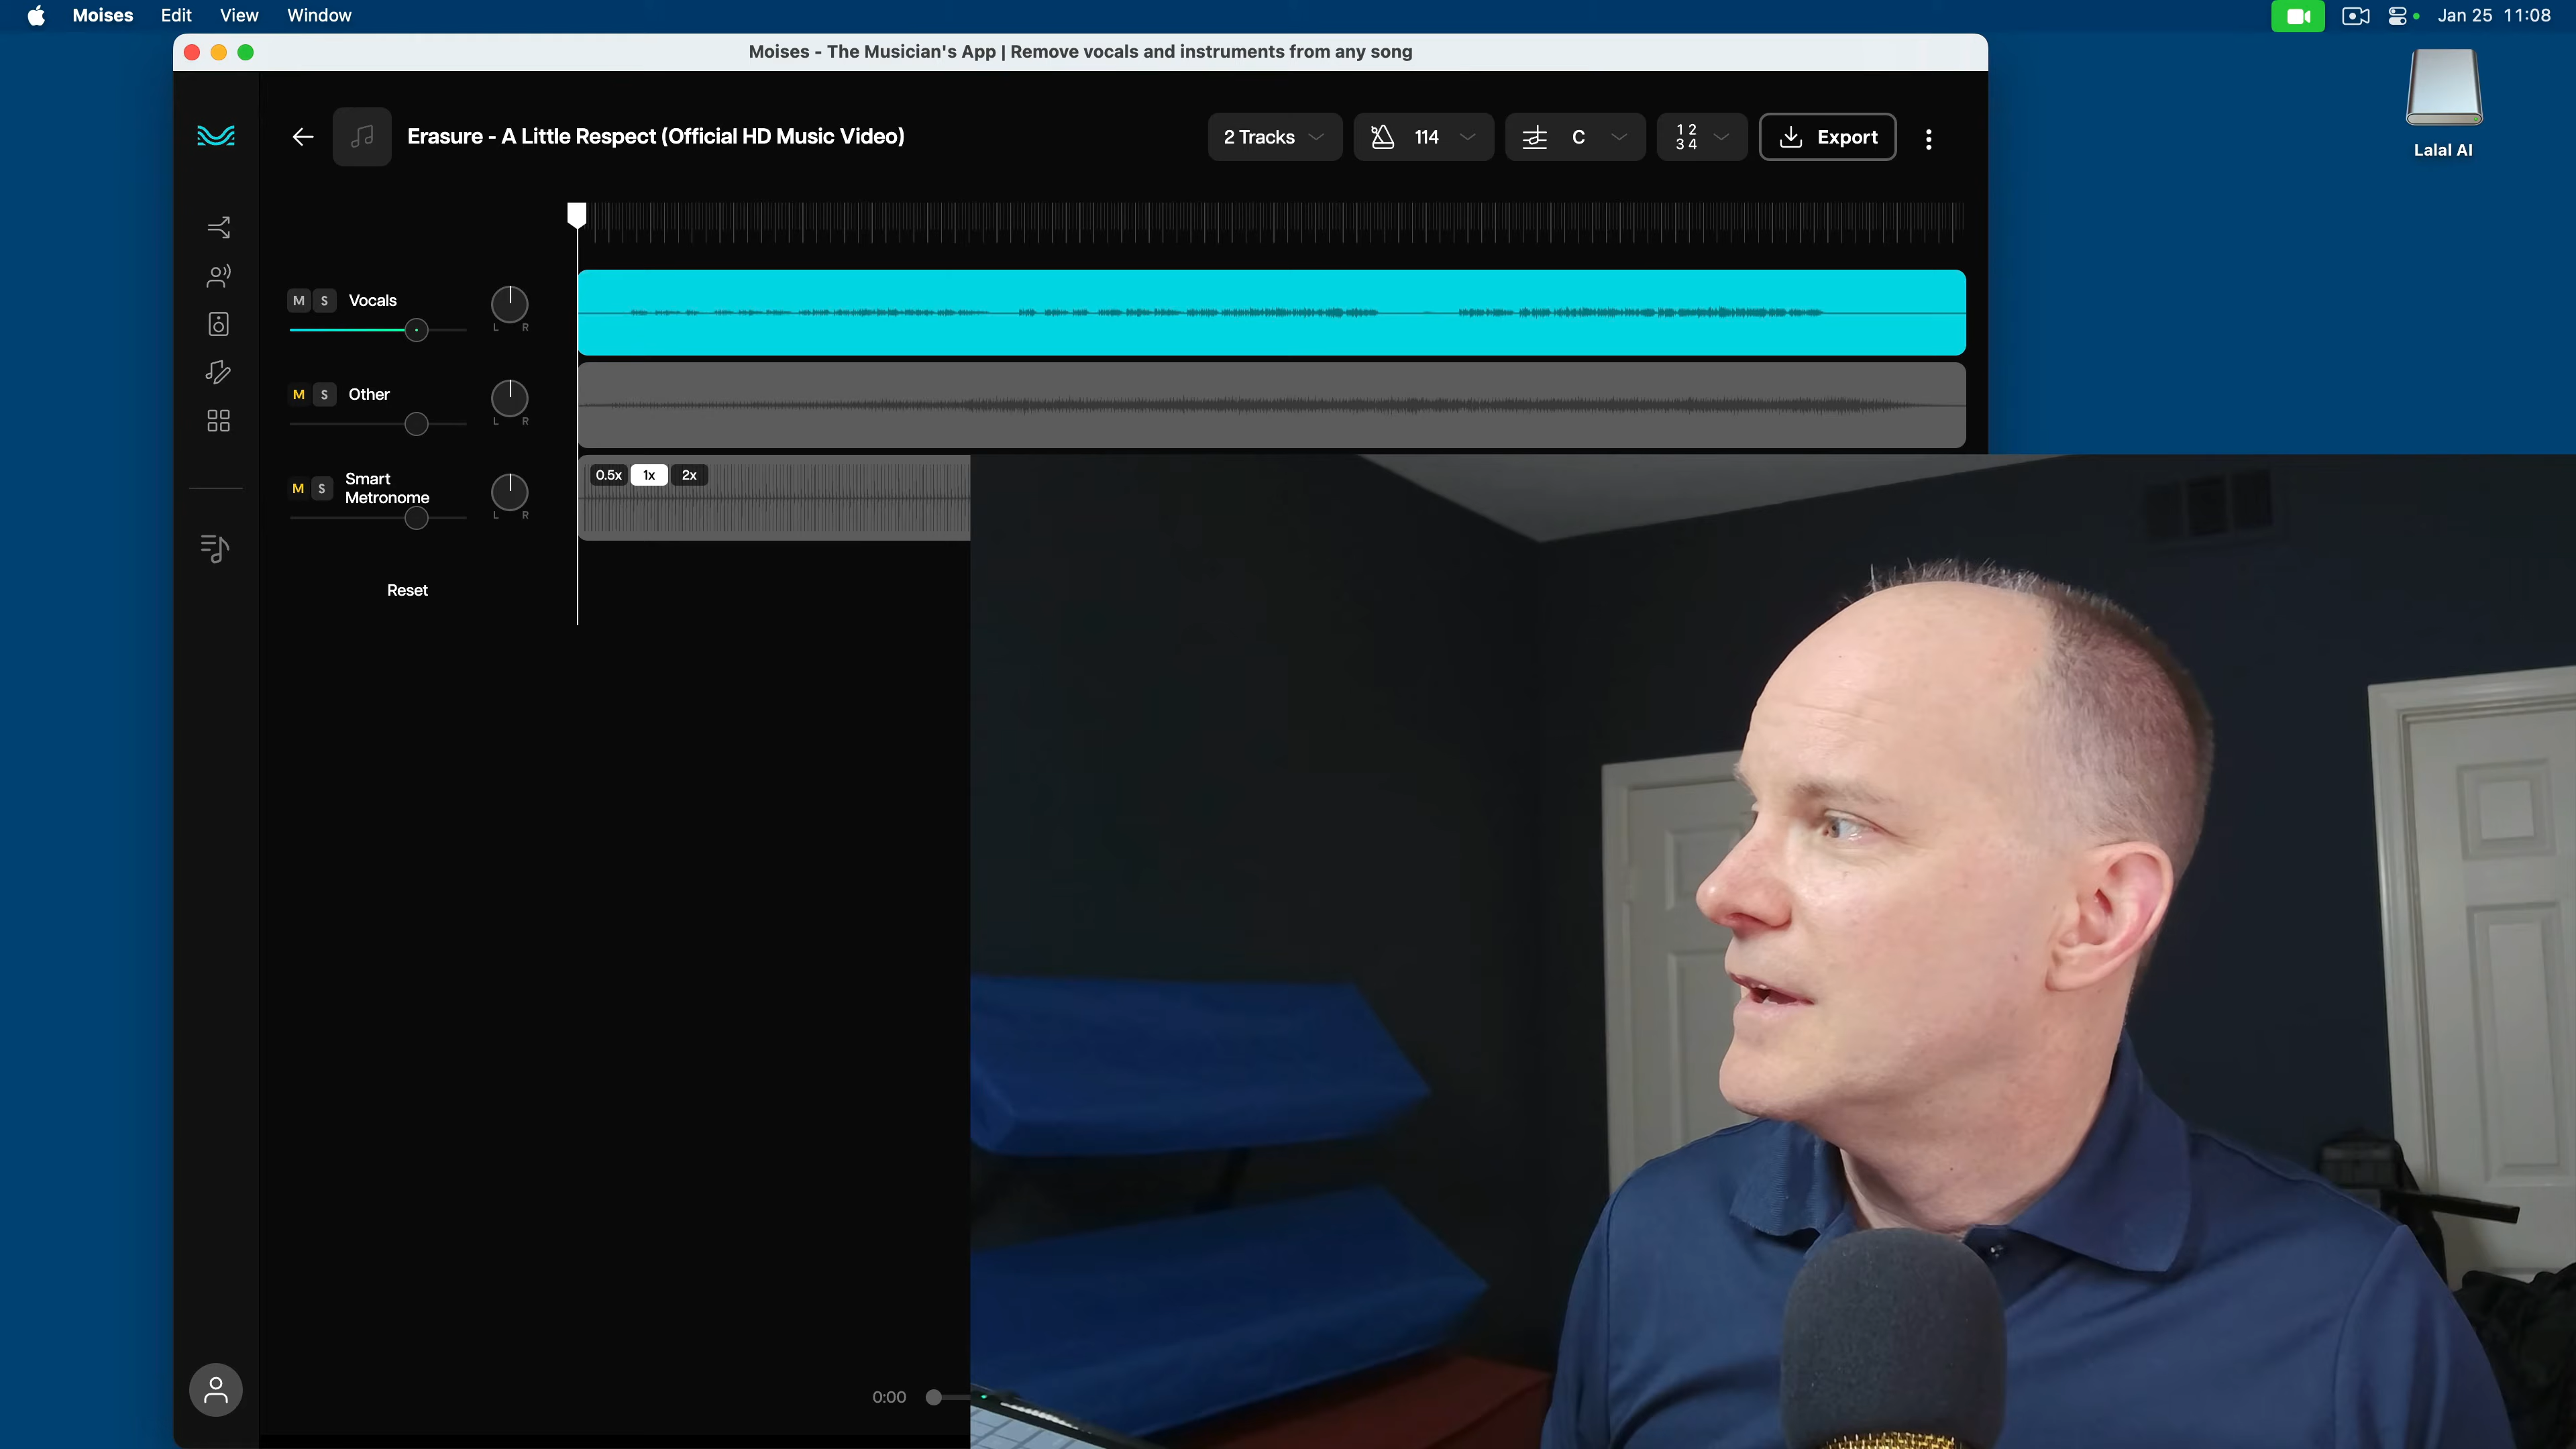 Moises Edit View Window Jan 25 11:08
Moises - The Musician's App | Remove vocals and instruments from any song
Lalal AI
Erasure - A Little Respect (Official HD Music Video) 2 Tracks 114 C 1 2 3 4 Export
M S Vocals
L R
M S Other
L R
M S Smart Metronome
L R
0.5x 1x 2x
Reset
0:00